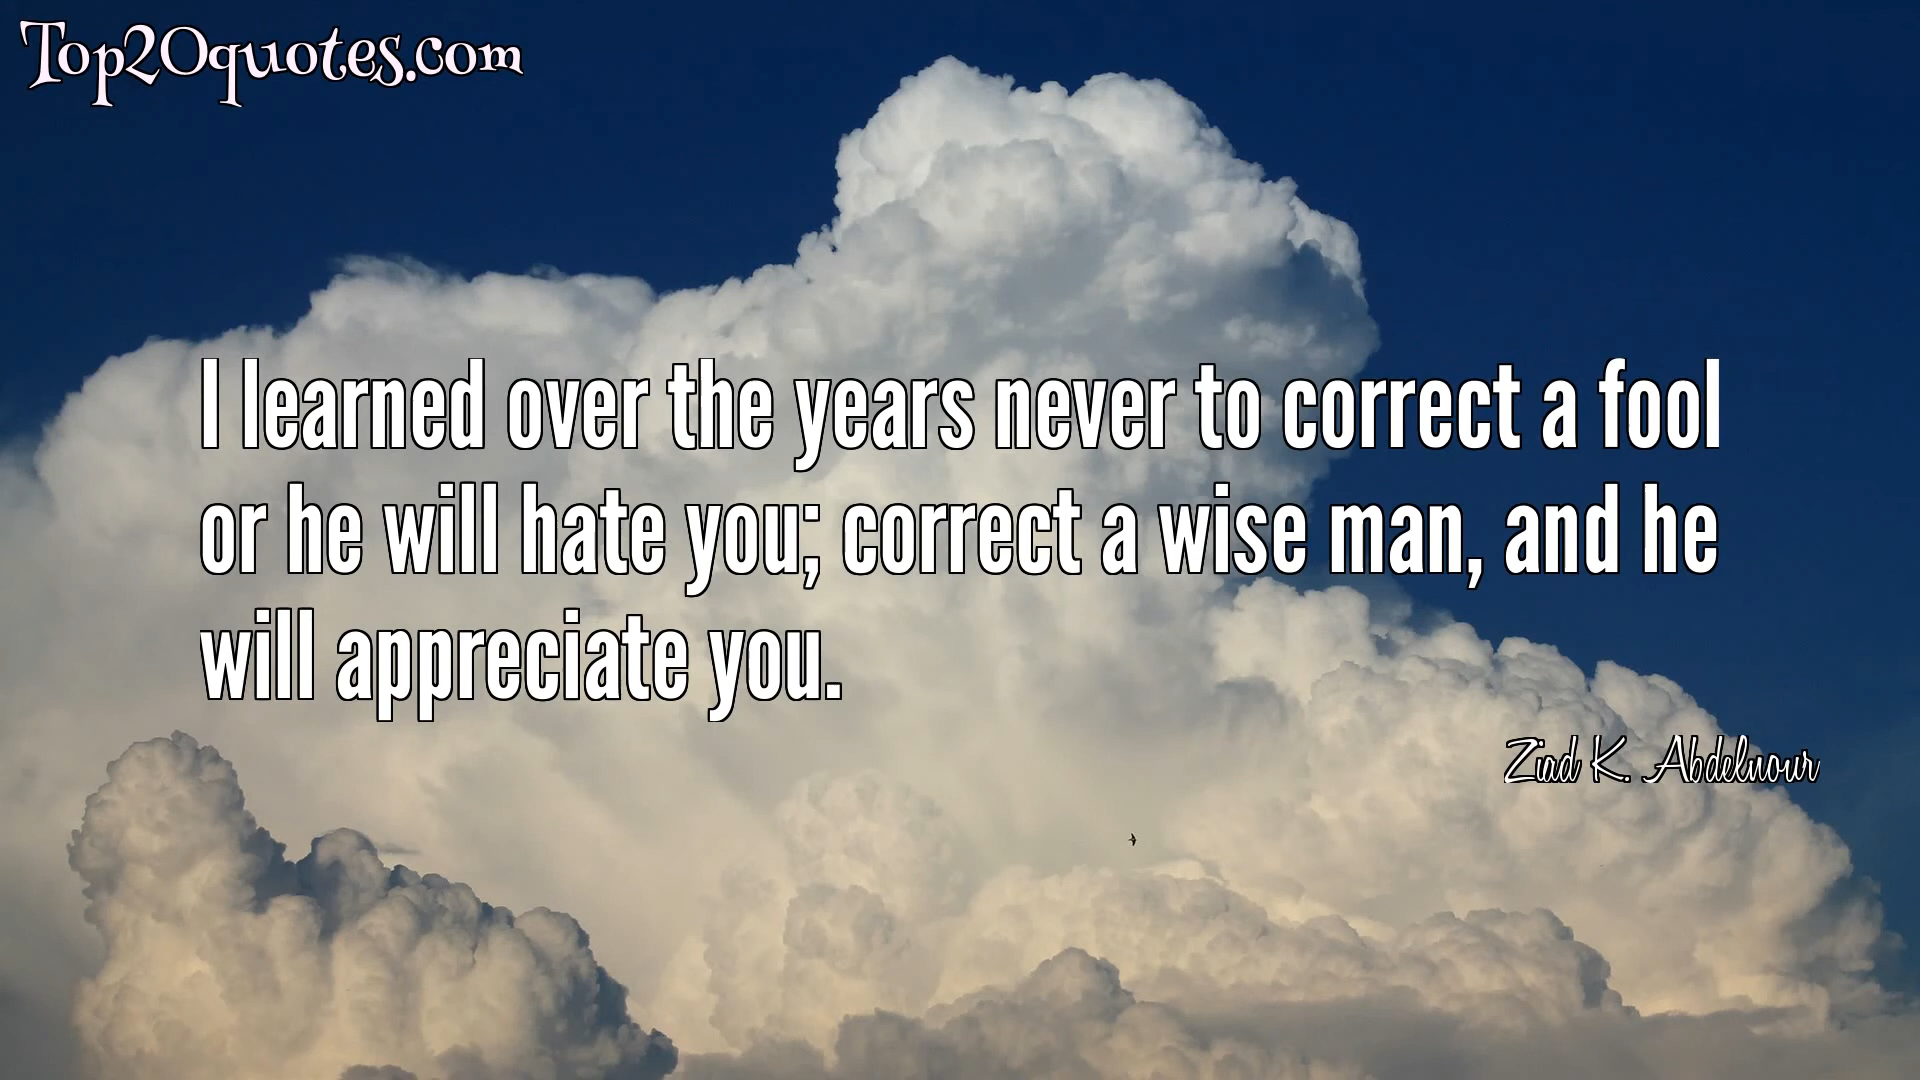 Top20quotes.com
I learned over the years never to correct a fool
or he will hate you; correct a wise man, and he
will appreciate you.
Ziad K. Abdelnour